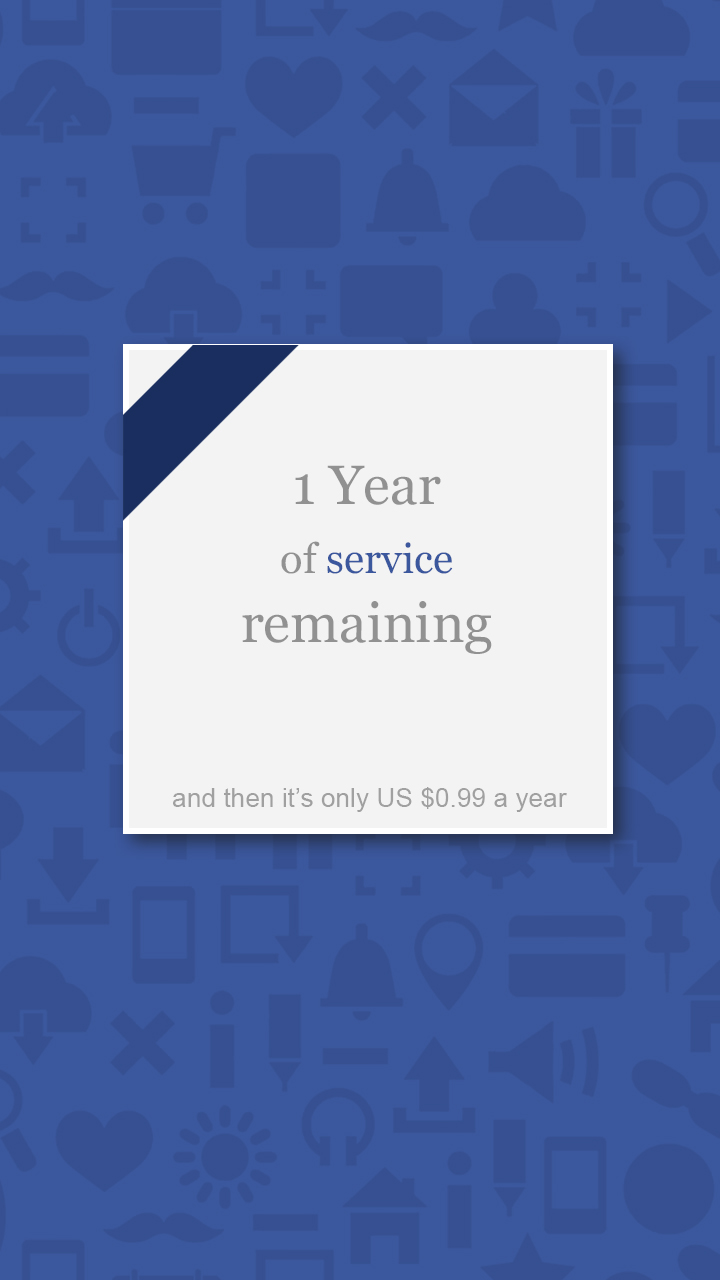 1 Year
of service
remaining
and then it’s only US $0.99 a year